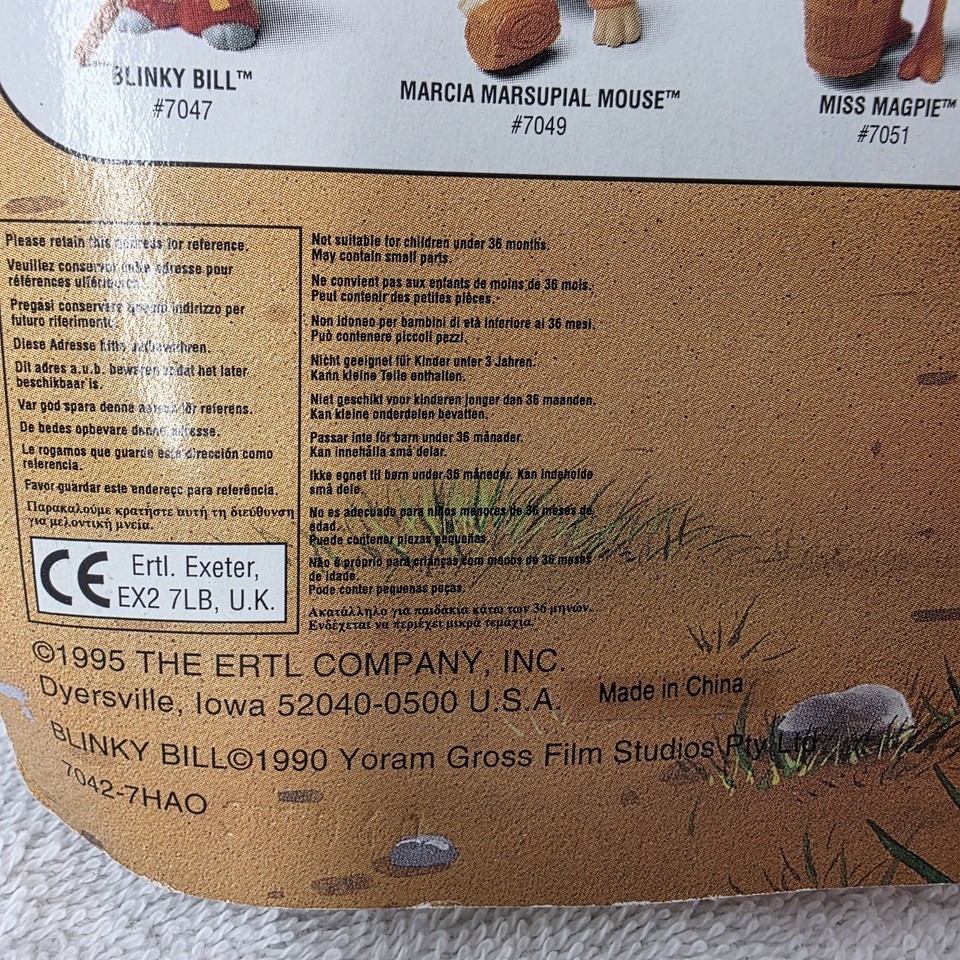 BLINKY BILL™
#7047
MARCIA MARSUPIAL MOUSE™
#7049
MISS MAGPIE™
#7051
Please retain this address for reference.
Veuillez conserver adresse pour
références
Pregasi conservare indirizzo per
futuro riferimento.
Diese Adresse bitte
Dit adres a.u.b. bewaren dat het later
beschikbaar is.
Var god spara denna för referens.
De bedes opbevare denne adresse.
Le rogamos que guarde esta dirección como
referencia.
Favor guardar este endereço para referência.
Παρακαλούμε κρατήστε αυτή τη διεύθυνση
για μελοντική μνεία.
CE Ertl. Exeter,
EX2 7LB, U.K.
Not suitable for children under 36 months.
May contain small parts.
Ne convient pas aux enfants de moins de 36 mois.
Peut contenir des petites pièces.
Non idoneo per bambini di età inferiore ai 36 mesi.
Può contenere piccoli pezzi.
Nicht geeignet für Kinder unter 3 Jahren.
Kann kleine Teile enthalten.
Niet geschikt voor kinderen jonger dan 36 maanden.
Kan kleine onderdelen bevatten.
Passar inte för barn under 36 månader.
Kan innehålla små delar.
Ikke egnet til børn under 36 måneder. Kan indeholde
små dele.
No es adecuado para niños menores de 36 meses de
edad.
Puede contener piezas pequeñas.
Não é próprio para crianças com menos de 36 meses
de idade.
Pode conter pequenas peças.
Ακατάλληλο για παιδάκια κάτω των 36 μηνών.
Ενδέχεται να περιέχει μικρά τεμάχια.
©1995 THE ERTL COMPANY, INC.
Dyersville, Iowa 52040-0500 U.S.A.
Made in China
BLINKY BILL©1990 Yoram Gross Film Studios Pty Ltd
7042-7HAO